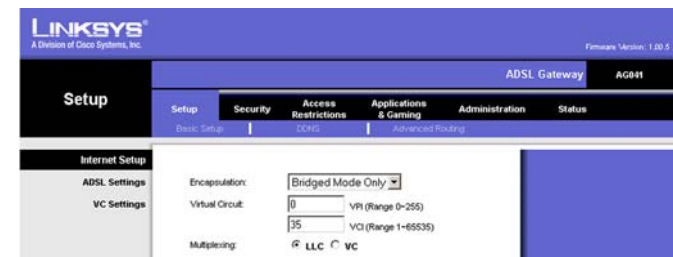 LINKSYS®
A Division of Cisco Systems, Inc.
Firmware Version: 1.00.5
ADSL Gateway AG041
Setup
Setup Security Access Restrictions Applications & Gaming Administration Status
Basic Setup DDNS Advanced Routing
Internet Setup
ADSL Settings Encapsulation: Bridged Mode Only
VC Settings Virtual Circuit: 0 VPI (Range 0~255)
35 VCI (Range 1~65535)
Multiplexing: LLC VC